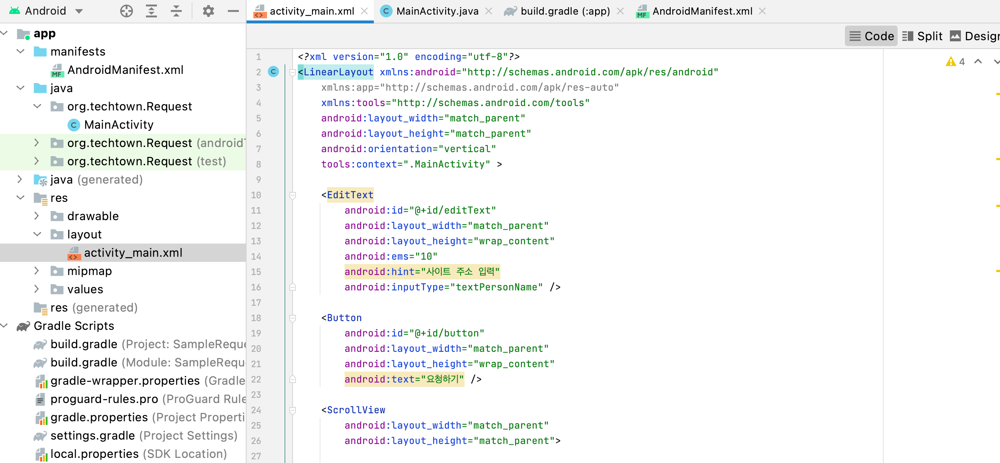 Android
app
manifests
AndroidManifest.xml
java
org.techtown.Request
MainActivity
org.techtown.Request (android
org.techtown.Request (test)
java (generated)
res
drawable
layout
activity_main.xml
mipmap
values
res (generated)
Gradle Scripts
build.gradle (Project: SampleReque
build.gradle (Module: SampleRequ
gradle-wrapper.properties (Gradle
proguard-rules.pro (ProGuard Rule
gradle.properties (Project Properti
settings.gradle (Project Settings)
local.properties (SDK Location)
activity_main.xml MainActivity.java build.gradle (:app) AndroidManifest.xml
Code Split Design
4
1 <?xml version="1.0" encoding="utf-8"?>
2 <LinearLayout xmlns:android="http://schemas.android.com/apk/res/android"
3 xmlns:app="http://schemas.android.com/apk/res-auto"
4 xmlns:tools="http://schemas.android.com/tools"
5 android:layout_width="match_parent"
6 android:layout_height="match_parent"
7 android:orientation="vertical"
8 tools:context=".MainActivity" >
9
10 <EditText
11 android:id="@+id/editText"
12 android:layout_width="match_parent"
13 android:layout_height="wrap_content"
14 android:ems="10"
15 android:hint="사이트 주소 입력"
16 android:inputType="textPersonName" />
17
18 <Button
19 android:id="@+id/button"
20 android:layout_width="match_parent"
21 android:layout_height="wrap_content"
22 android:text="요청하기" />
23
24 <ScrollView
25 android:layout_width="match_parent"
26 android:layout_height="match_parent">
27